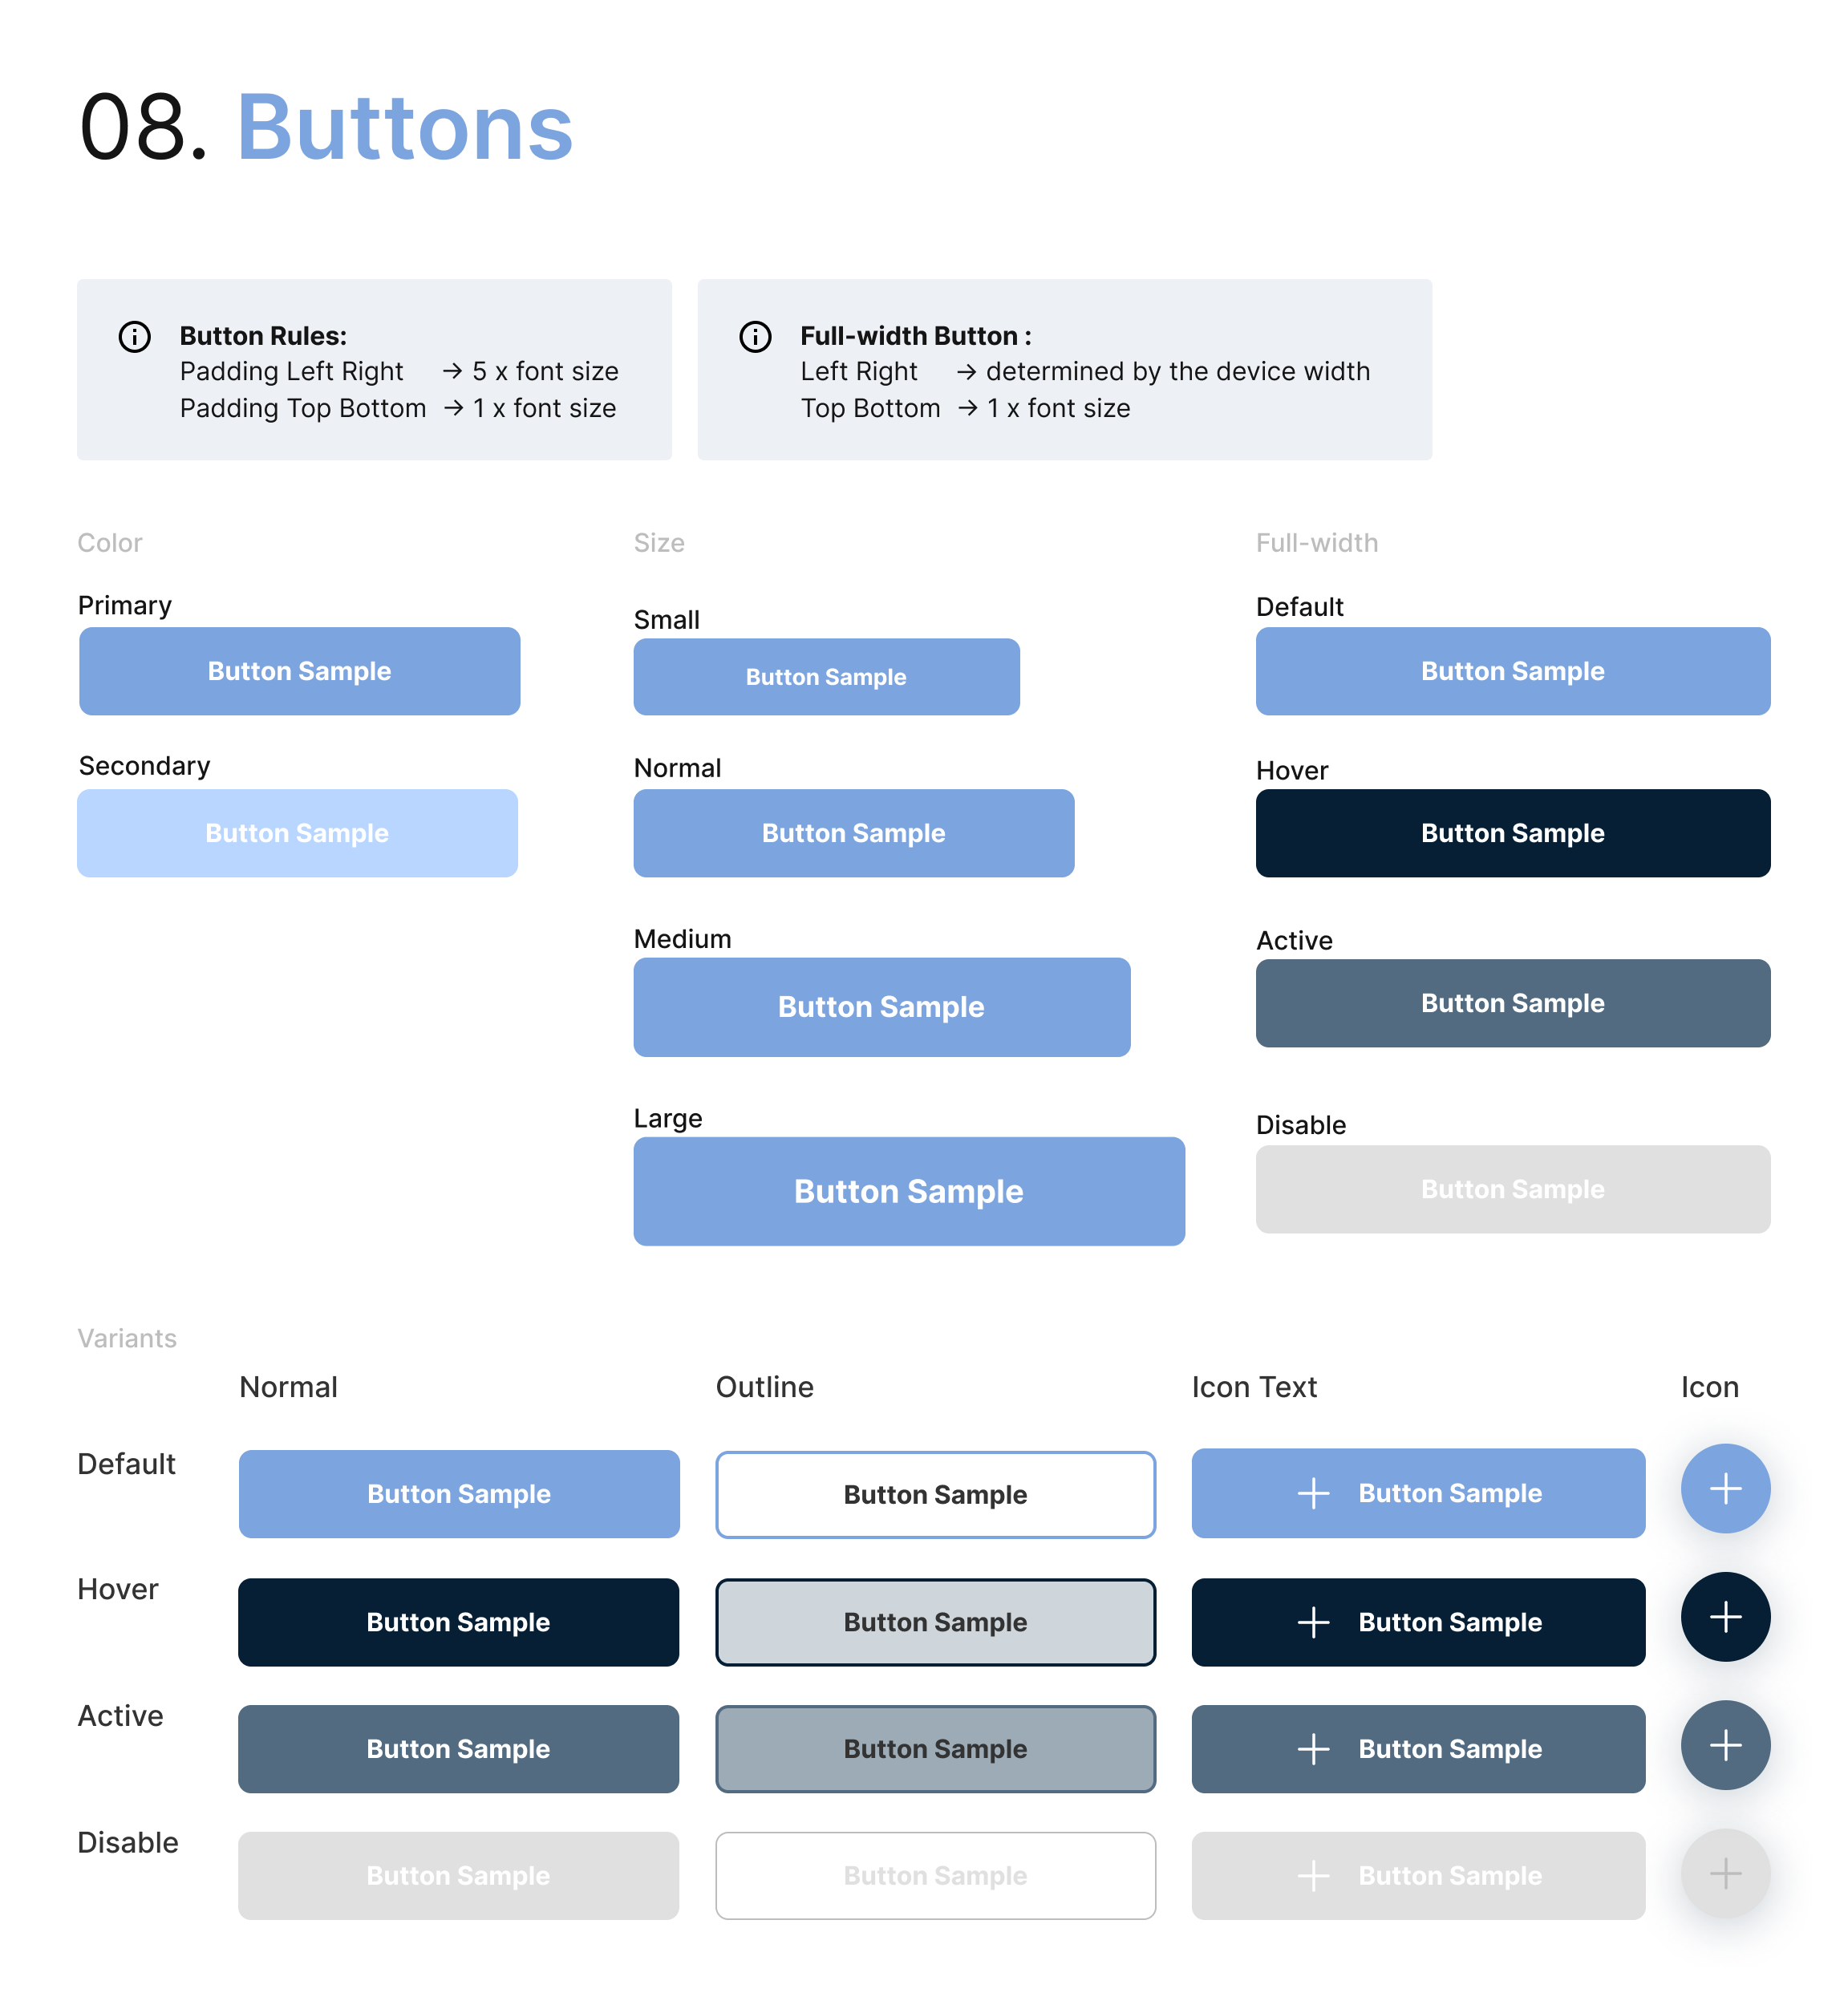 08. Buttons
Button Rules:
Padding Left Right → 5 x font size
Padding Top Bottom → 1 x font size
Full-width Button :
Left Right → determined by the device width
Top Bottom → 1 x font size
Color
Primary
Button Sample
Secondary
Button Sample
Size
Small
Button Sample
Normal
Button Sample
Medium
Button Sample
Large
Button Sample
Full-width
Default
Button Sample
Hover
Button Sample
Active
Button Sample
Disable
Button Sample
Variants
Normal Outline Icon Text Icon
Default Button Sample Button Sample Button Sample
Hover Button Sample Button Sample Button Sample
Active Button Sample Button Sample Button Sample
Disable Button Sample Button Sample Button Sample